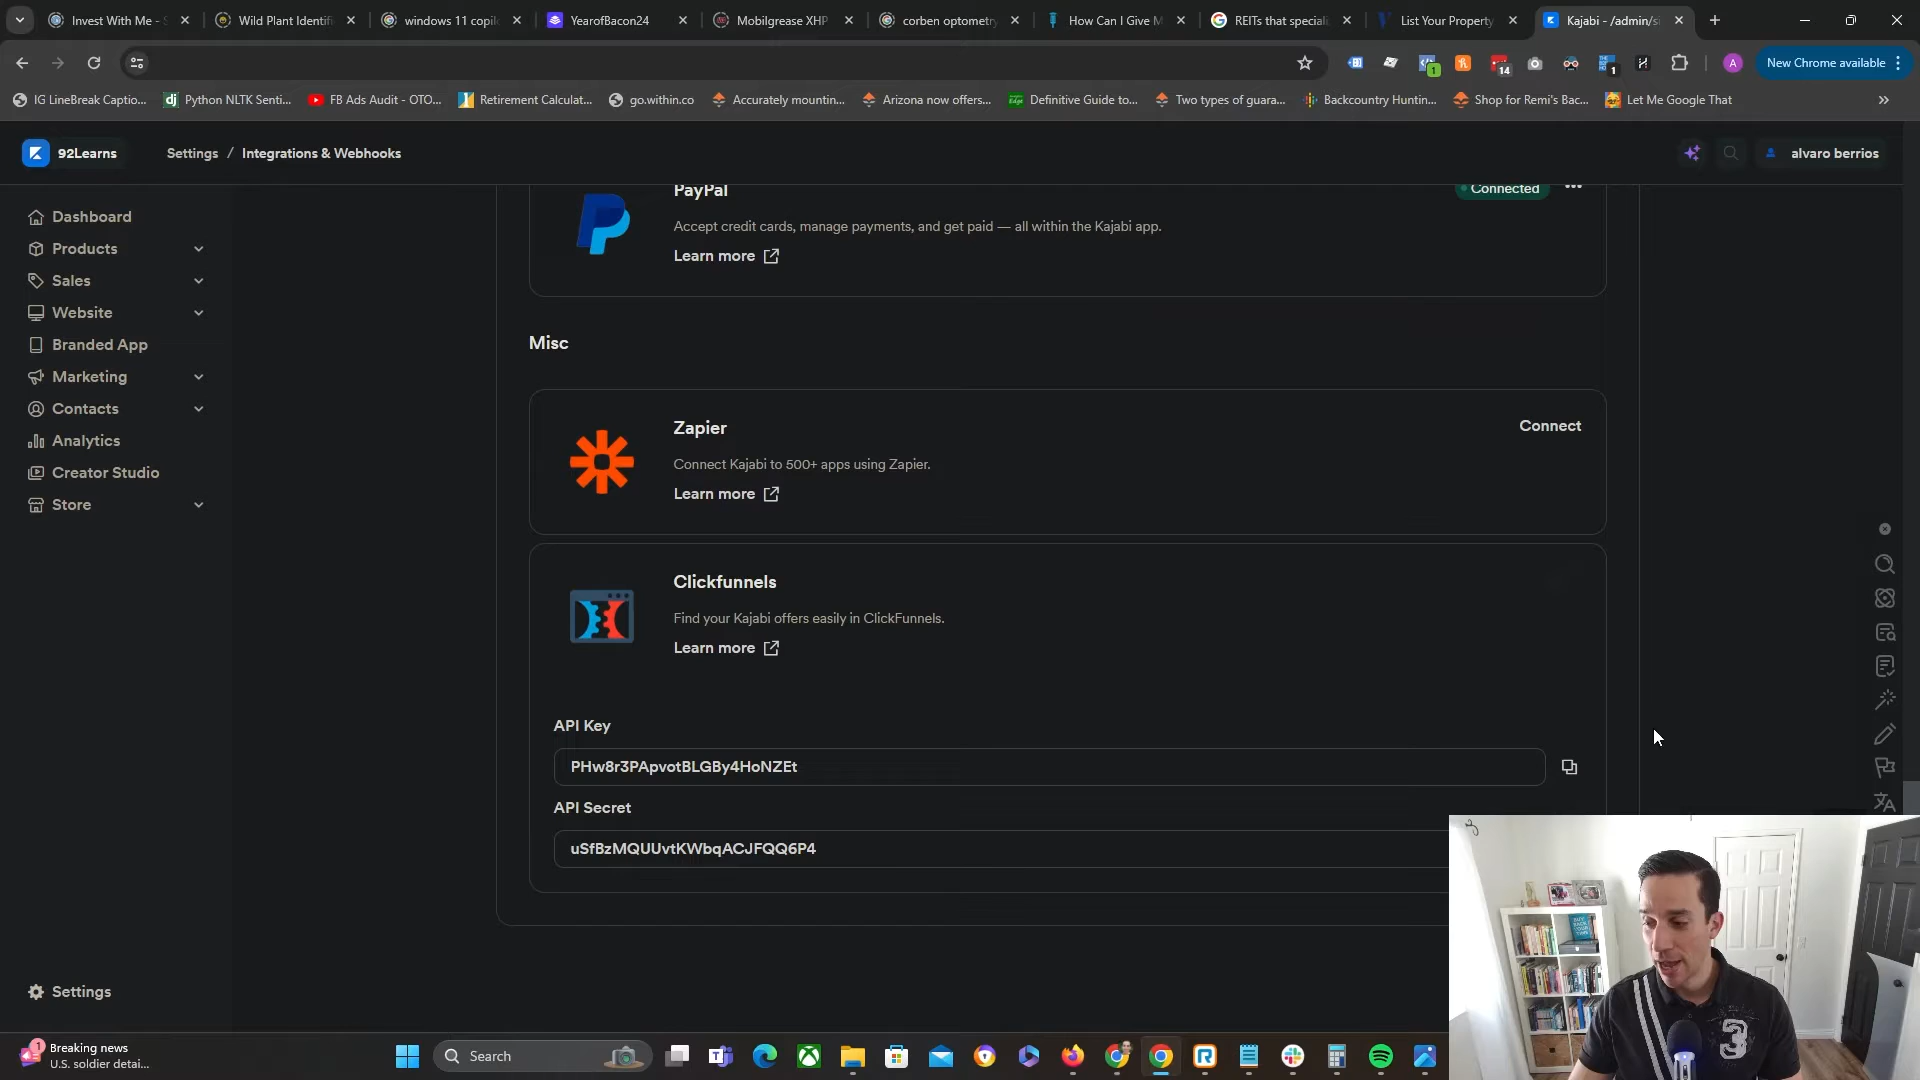 Invest With Me - S
Wild Plant Identifi
windows 11 copil
YearofBacon24
Mobilgrease XHP
corben optometry
How Can I Give M
REITs that speciali
List Your Property
Kajabi - /admin/si
New Chrome available
IG LineBreak Captio...
Python NLTK Senti...
FB Ads Audit - OTO...
Retirement Calculat...
go.within.co
Accurately mountin...
Arizona now offers...
Definitive Guide to...
Two types of guara...
Backcountry Huntin...
Shop for Remi's Bac...
Let Me Google That
92Learns
Settings / Integrations & Webhooks
alvaro berrios
Dashboard
Products
Sales
Website
Branded App
Marketing
Contacts
Analytics
Creator Studio
Store
Settings
PayPal
Connected
Accept credit cards, manage payments, and get paid — all within the Kajabi app.
Learn more
Misc
Zapier
Connect
Connect Kajabi to 500+ apps using Zapier.
Learn more
Clickfunnels
Find your Kajabi offers easily in ClickFunnels.
Learn more
API Key
PHw8r3PApvotBLGBy4HoNZEt
API Secret
uSfBzMQUUvtKWbqACJFQQ6P4
Breaking news
U.S. soldier detai...
Search
3